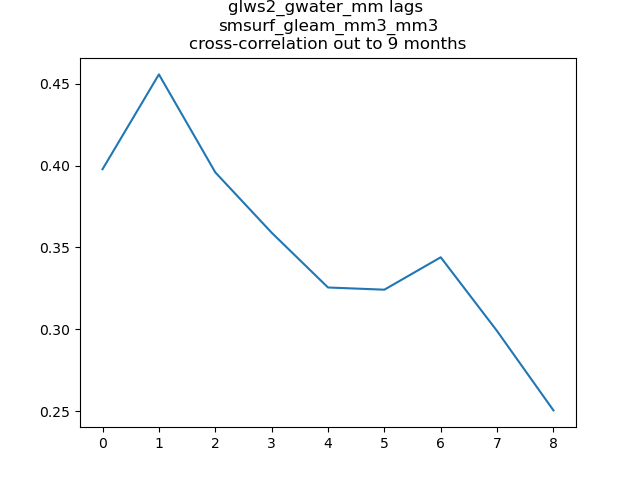 glws2_gwater_mm lags
smsurf_gleam_mm3_mm3
cross-correlation out to 9 months
0.45
0.40
0.35
0.30
0.25
0 1 2 3 4 5 6 7 8